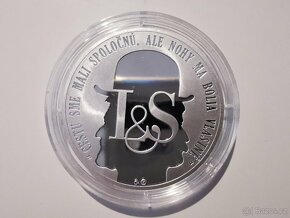 "CESTU SME MALI SPOLOČNÚ, ALE NOHY MA BOLIA VLASTNÉ"
L&S